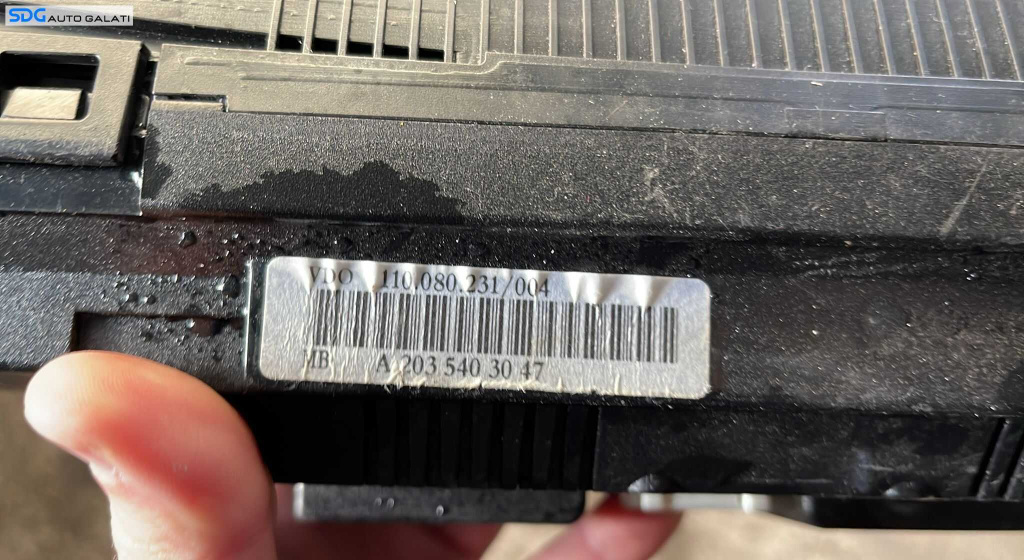 SDG AUTO GALATI
VDO 110.080.231/004
MB A 203 540 30 47